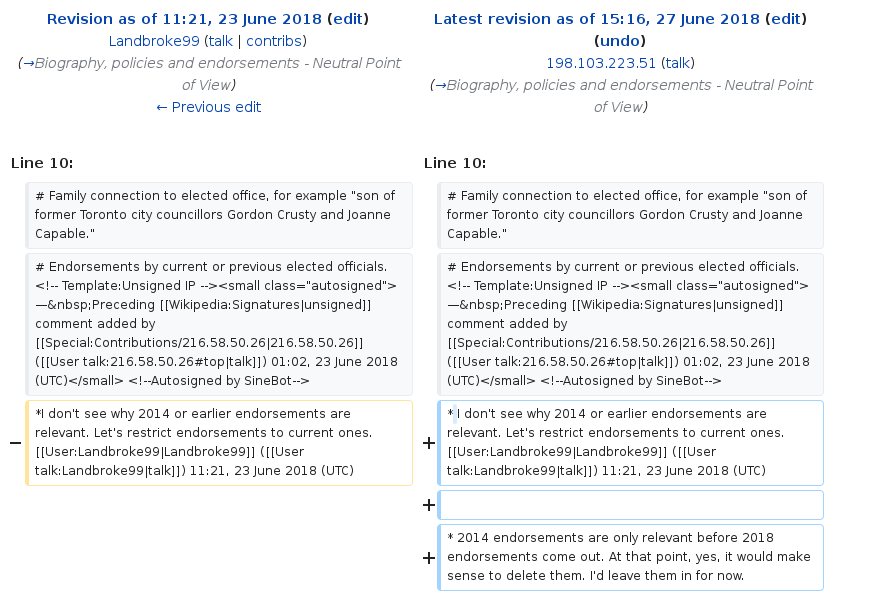 Revision as of 11:21, 23 June 2018 (edit)
Landbroke99 (talk | contribs)
(→Biography, policies and endorsements - Neutral Point
of View)
← Previous edit
Latest revision as of 15:16, 27 June 2018 (edit)
(undo)
198.103.223.51 (talk)
(→Biography, policies and endorsements - Neutral Point
of View)
Line 10:
Line 10:
# Family connection to elected office, for example "son of
former Toronto city councillors Gordon Crusty and Joanne
Capable."
# Family connection to elected office, for example "son of
former Toronto city councillors Gordon Crusty and Joanne
Capable."
# Endorsements by current or previous elected officials.
<!-- Template:Unsigned IP --><small class="autosigned">
—&nbsp;Preceding [[Wikipedia:Signatures|unsigned]]
comment added by
[[Special:Contributions/216.58.50.26|216.58.50.26]]
([[User talk:216.58.50.26#top|talk]]) 01:02, 23 June 2018
(UTC)</small> <!--Autosigned by SineBot-->
# Endorsements by current or previous elected officials.
<!-- Template:Unsigned IP --><small class="autosigned">
—&nbsp;Preceding [[Wikipedia:Signatures|unsigned]]
comment added by
[[Special:Contributions/216.58.50.26|216.58.50.26]]
([[User talk:216.58.50.26#top|talk]]) 01:02, 23 June 2018
(UTC)</small> <!--Autosigned by SineBot-->
− *I don't see why 2014 or earlier endorsements are
relevant. Let's restrict endorsements to current ones.
[[User:Landbroke99|Landbroke99]] ([[User
talk:Landbroke99|talk]]) 11:21, 23 June 2018 (UTC)
+ * I don't see why 2014 or earlier endorsements are
relevant. Let's restrict endorsements to current ones.
[[User:Landbroke99|Landbroke99]] ([[User
talk:Landbroke99|talk]]) 11:21, 23 June 2018 (UTC)
+
+ * 2014 endorsements are only relevant before 2018
endorsements come out. At that point, yes, it would make
sense to delete them. I'd leave them in for now.